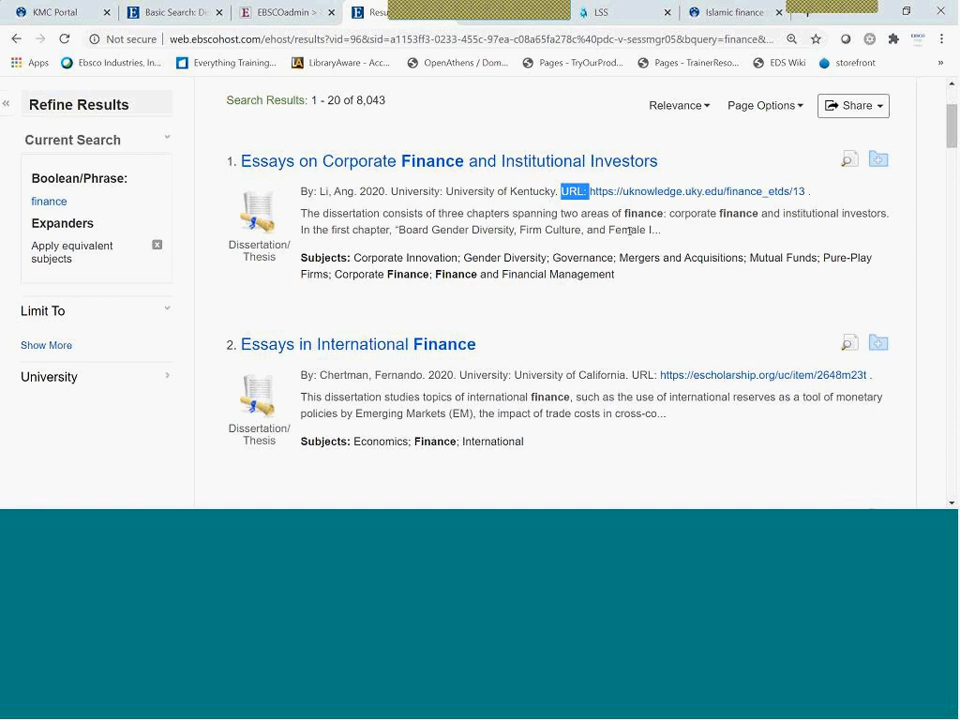 KMC Portal
Basic Search: Di
EBSCOadmin >
Resu
LSS
Islamic finance
Not secure | web.ebscohost.com/ehost/results?vid=96&sid=a1153ff3-0233-455c-97ea-c08a65fa278c%40pdc-v-sessmgr05&bquery=finance&...
Apps
Ebsco Industries, In...
Everything Training...
LibraryAware - Acc...
OpenAthens / Dom...
Pages - TryOurProd...
Pages - TrainerReso...
EDS Wiki
storefront
»
«
Refine Results
Current Search
Boolean/Phrase:
finance
Expanders
Apply equivalent
subjects
Limit To
Show More
University
Search Results: 1 - 20 of 8,043
Relevance
Page Options
Share
1. Essays on Corporate Finance and Institutional Investors
By: Li, Ang. 2020. University: University of Kentucky. URL: https://uknowledge.uky.edu/finance_etds/13 .
The dissertation consists of three chapters spanning two areas of finance: corporate finance and institutional investors.
In the first chapter, “Board Gender Diversity, Firm Culture, and Female I...
Dissertation/
Thesis
Subjects: Corporate Innovation; Gender Diversity; Governance; Mergers and Acquisitions; Mutual Funds; Pure-Play
Firms; Corporate Finance; Finance and Financial Management
2. Essays in International Finance
By: Chertman, Fernando. 2020. University: University of California. URL: https://escholarship.org/uc/item/2648m23t .
This dissertation studies topics of international finance, such as the use of international reserves as a tool of monetary
policies by Emerging Markets (EM), the impact of trade costs in cross-co...
Dissertation/
Thesis
Subjects: Economics; Finance; International